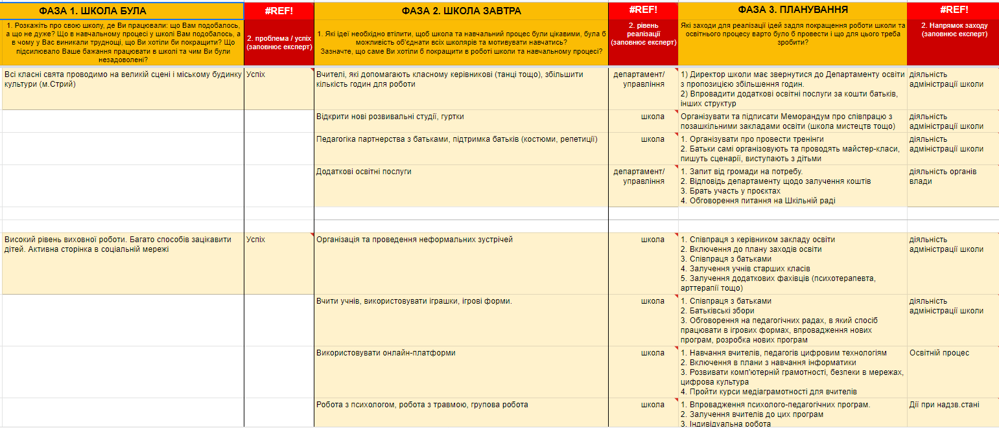 ФАЗА 1. ШКОЛА БУЛА
#REF!
ФАЗА 2. ШКОЛА ЗАВТРА
#REF!
ФАЗА 3. ПЛАНУВАННЯ
#REF!
1. Розкажіть про свою школу, де Ви працювали: що Вам подобалось,
а що не дуже? Що в навчальному процесі у школі Вам подобалось, а
в чому у Вас виникали труднощі, що Ви хотіли би покращити? Що
підсилювало Ваше бажання працювати в школі та чим Ви були
незадоволені?
2. проблема / успіх
(заповнює експерт)
1. Які ідеї необхідно втілити, щоб школа та навчальний процес були цікавими, була б
можливість об'єднати всіх школярів та мотивувати навчатись?
Зазначте, що саме Ви хотіли б покращити в роботі школи та навчальному процесі?
2. рівень
реалізації
(заповнює експерт)
Які заходи для реалізації ідей задля покращення роботи школи та
освітнього процесу варто було б провести і що для цього треба
зробити?
2. Напрямок заходу
(заповнює експерт)
Всі класні свята проводимо на великій сцені і міському будинку
культури (м.Стрий)
Успіх
Вчителі, які допомагають класному керівникові (танці тощо), збільшити
кількість годин для роботи
департамент/
управління
1) Директор школи має звернутися до Департаменту освіти
з пропозицією збільшення годин.
2) Впровадити додаткові освітні послуги за кошти батьків,
інших структур
діяльність
адміністрації школи
Відкрити нові розвивальні студії, гуртки
школа
Організувати та підписати Меморандум про співпрацю з
позашкільними закладами освіти (школа мистецтв тощо)
діяльність
адміністрації школи
Педагогіка партнерства з батьками, підтримка батьків (костюми, репетиції)
школа
1. Організувати про провести тренінги
2. Батьки самі організовують та проводять майстер-класи,
пишуть сценарії, виступають з дітьми
діяльність
адміністрації школи
Додаткові освітні послуги
департамент/
управління
1. Запит від громади на потребу.
2. Відповідь департаменту щодо залучення коштів
3. Брать участь у проєктах
4. Обговорення питання на Шкільній раді
діяльність органів
влади
Високий рівень виховної роботи. Багато способів зацікавити
дітей. Активна сторінка в соціальній мережі
Успіх
Організація та проведення неформальних зустрічей
школа
1. Співпраця з керівником закладу освіти
2. Включення до плану заходів освіти
3. Співпраця з батьками
4. Залучення учнів старших класів
5. Залучення додаткових фахівців (психотерапевта,
арттерапії тощо)
діяльність
адміністрації школи
Вчити учнів, використовувати іграшки, ігрові форми.
школа
1. Співпраця з батьками
2. Батьківські збори
3. Обговорення на педагогічних радах, в який спосіб
працювати в ігрових формах, впровадження нових
програм, розробка нових програм
діяльність
адміністрації школи
Використовувати онлайн-платформи
школа
1. Навчання вчителів, педагогів цифровим технологіям
2. Включення в плани з навчання інформатики
3. Розвивати комп'ютерній грамотності, безпеки в мережах,
цифрова культура
4. Пройти курси медіаграмотності для вчителів
Освітній процес
Робота з психологом, робота з травмою, групова робота
школа
1. Впровадження психолого-педагогічних програм.
2. Залучення вчителів до цих програм
3. Індивідуальна робота
Дії при надзв.стані